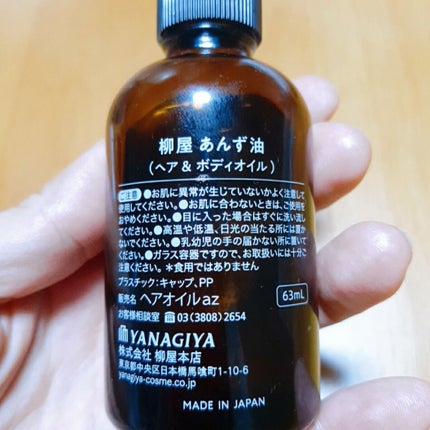 柳屋 あんず油
(ヘア & ボディオイル)
ご注意 ●お肌に異常が生じていないかよく注意して
使用してください。●お肌に合わないときは、ご使用を
おやめください。●目に入った場合はすぐに洗い流し
てください。●高温や低温、日光の当たる所には置か
ないでください。●乳幼児の手の届かない所に置いて
ください。●ガラス容器ですので、お取扱いには十分ご
注意ください。*食用ではありません
プラスチック:キャップ、PP
販売名 ヘアオイルaz
63mL
お客様相談室 ☎03(3808)2654
YANAGIYA
株式会社 柳屋本店
東京都中央区日本橋馬喰町1-10-6
yanagiya-cosme.co.jp
MADE IN JAPAN